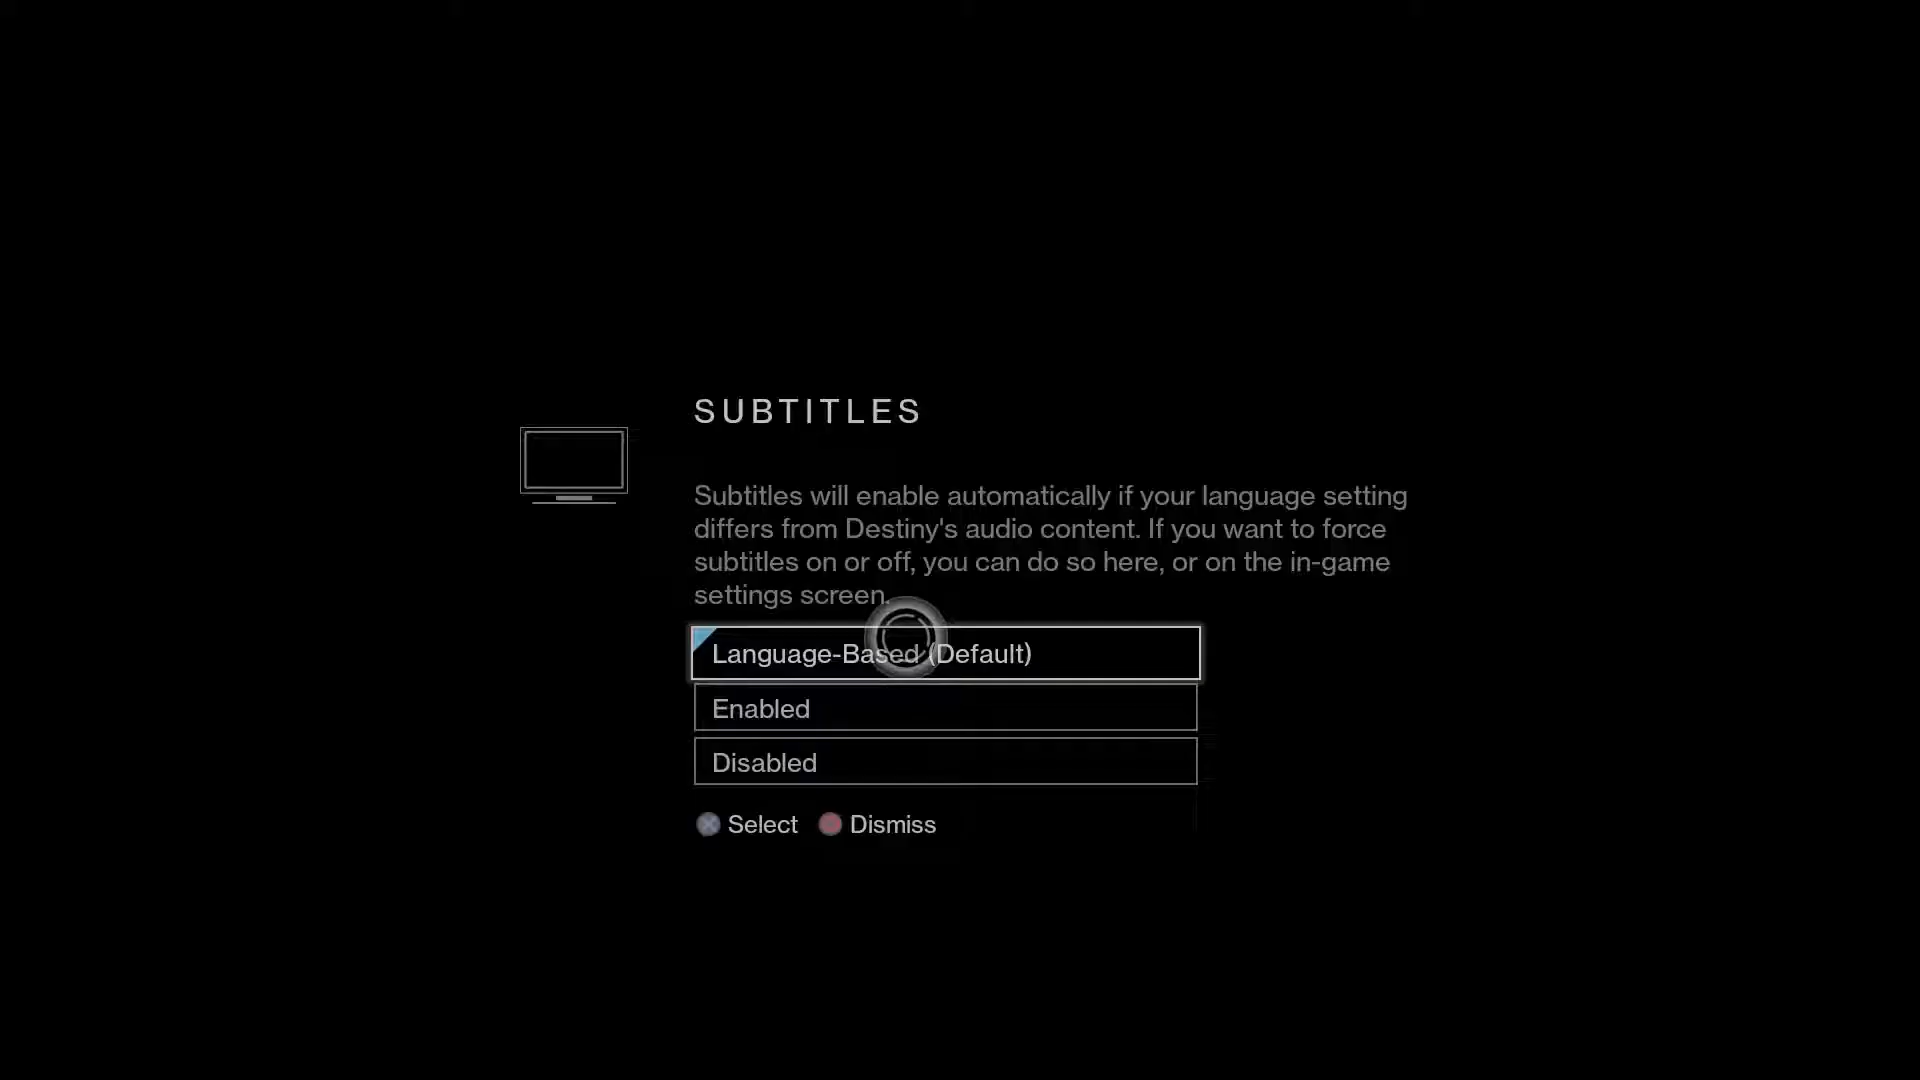 SUBTITLES
Subtitles will enable automatically if your language setting
differs from Destiny's audio content. If you want to force
subtitles on or off, you can do so here, or on the in-game
settings screen.
Language-Based (Default)
Enabled
Disabled
Select Dismiss